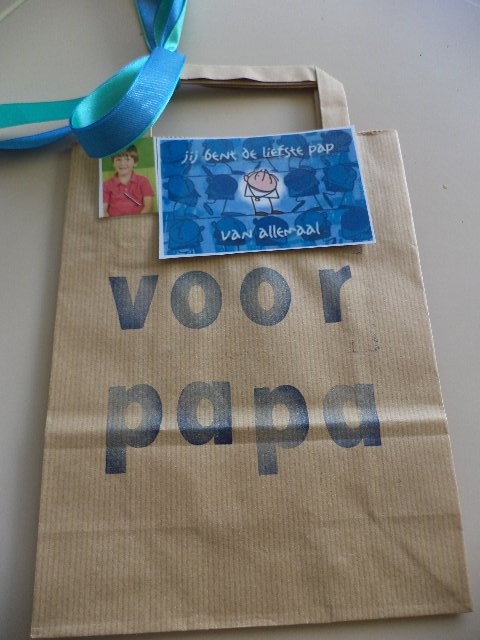 jij bent de liefste pap
van allemaal
voor
papa